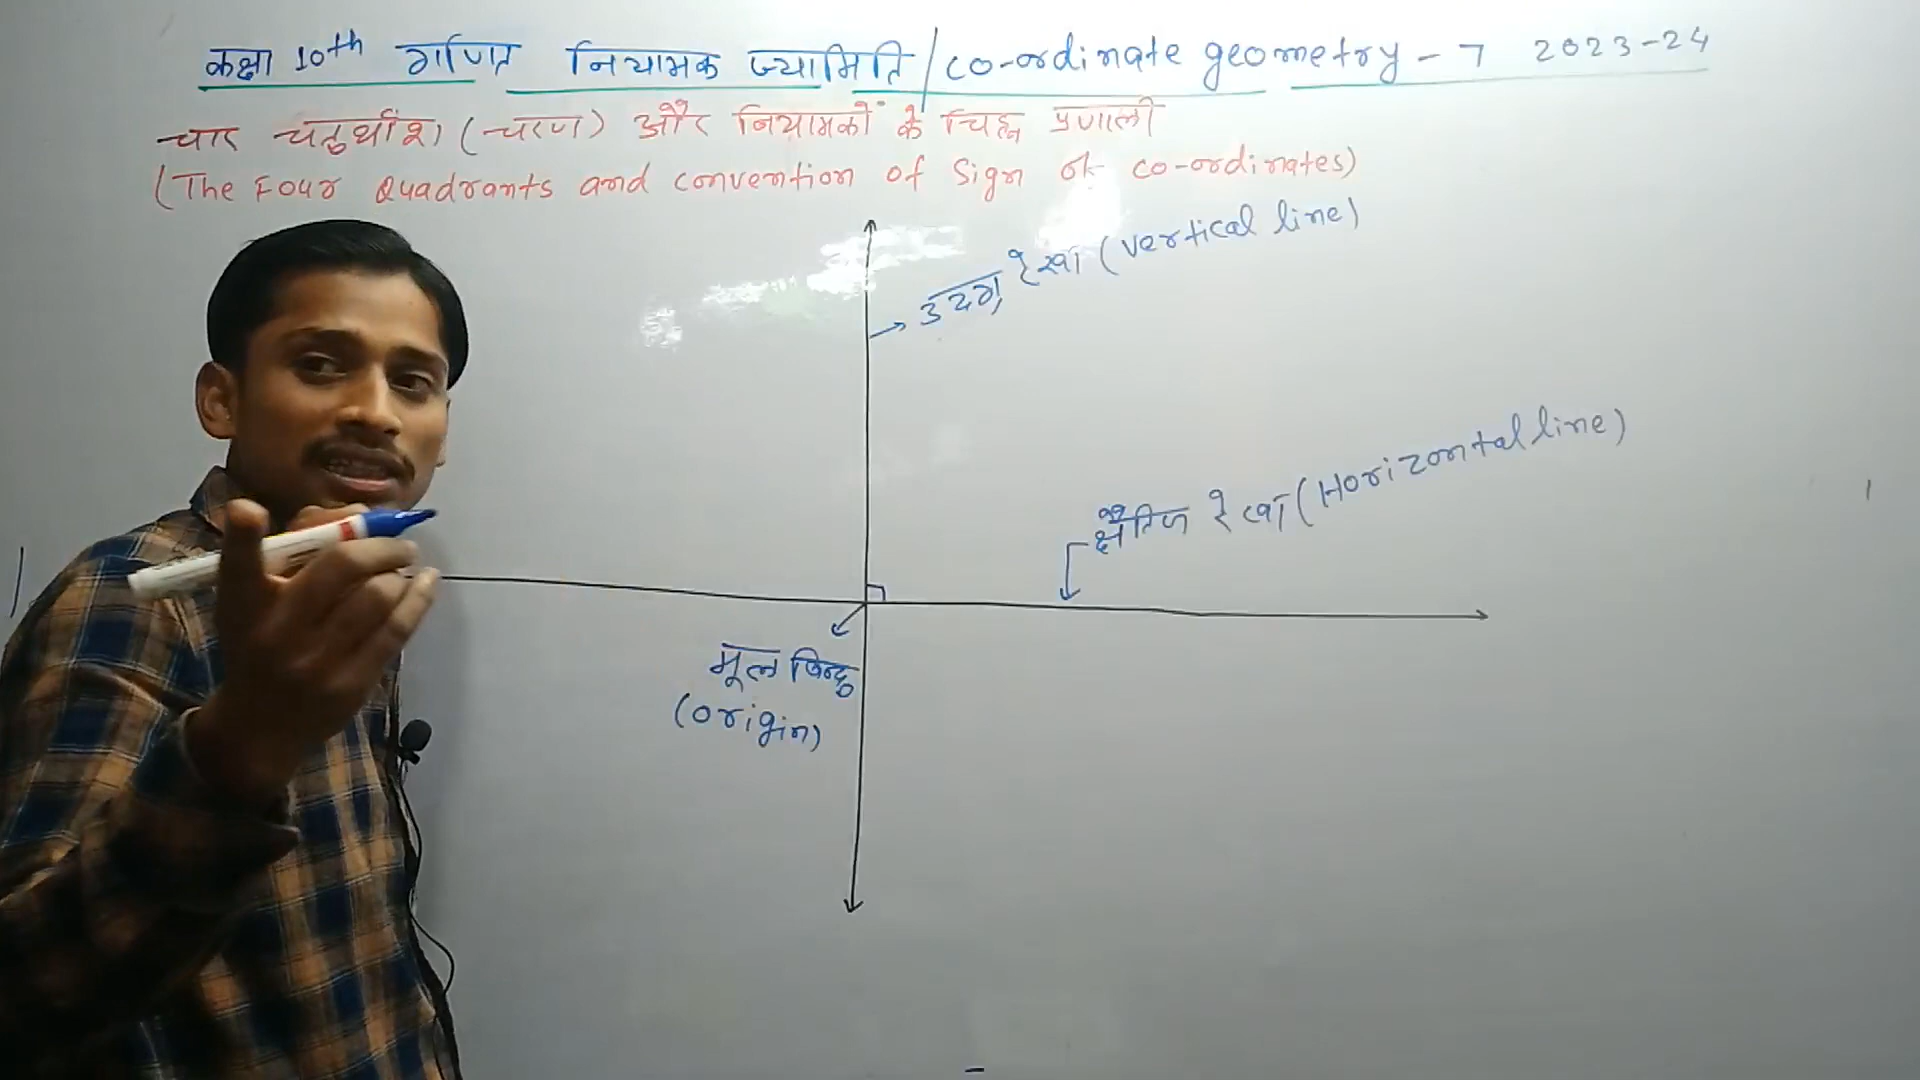 कक्षा 10th गणित नियामक ज्यामिति / co-ordinate geometry - 7 2023-24
चार चतुर्थांश (चरण) और नियामकों के चिह्न प्रणाली
(The Four Quadrants and convention of Sign of co-ordinates)
उदग्र रेखा (vertical line)
क्षैतिज रेखा (Horizontal line)
मूल बिन्दु
(origin)